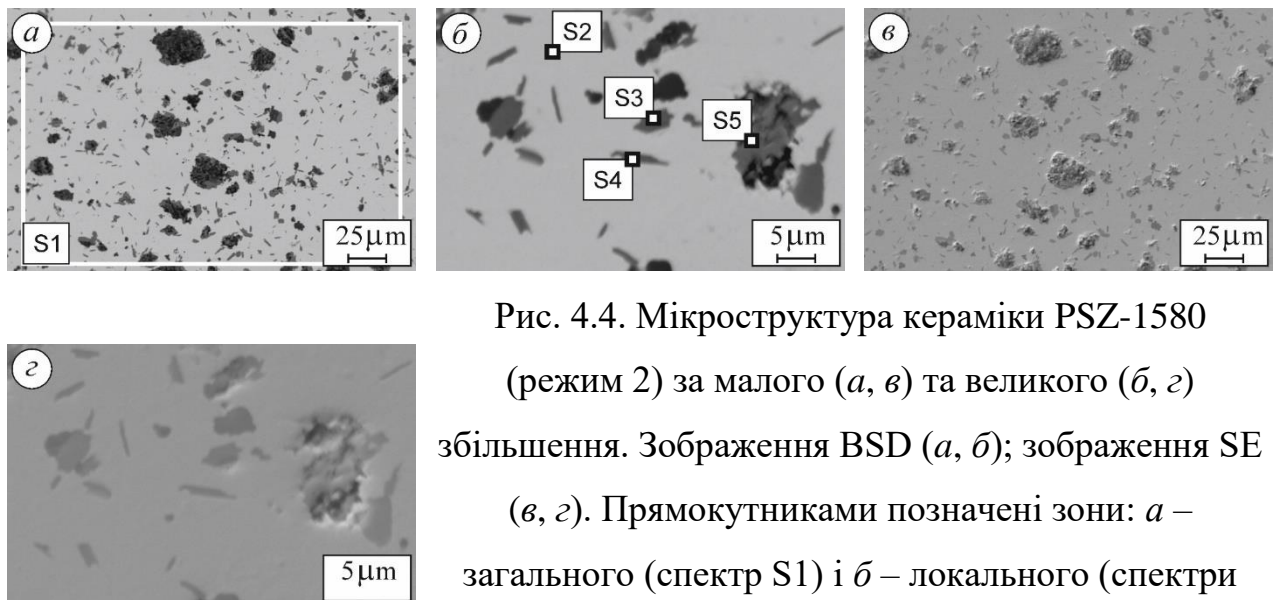 а
S1
25μm
б
S2
S3
S4
S5
5μm
в
25μm
Рис. 4.4. Мікроструктура кераміки PSZ-1580
(режим 2) за малого (а, в) та великого (б, г)
збільшення. Зображення BSD (а, б); зображення SE
(в, г). Прямокутниками позначені зони: а –
загального (спектр S1) і б – локального (спектри
г
5μm